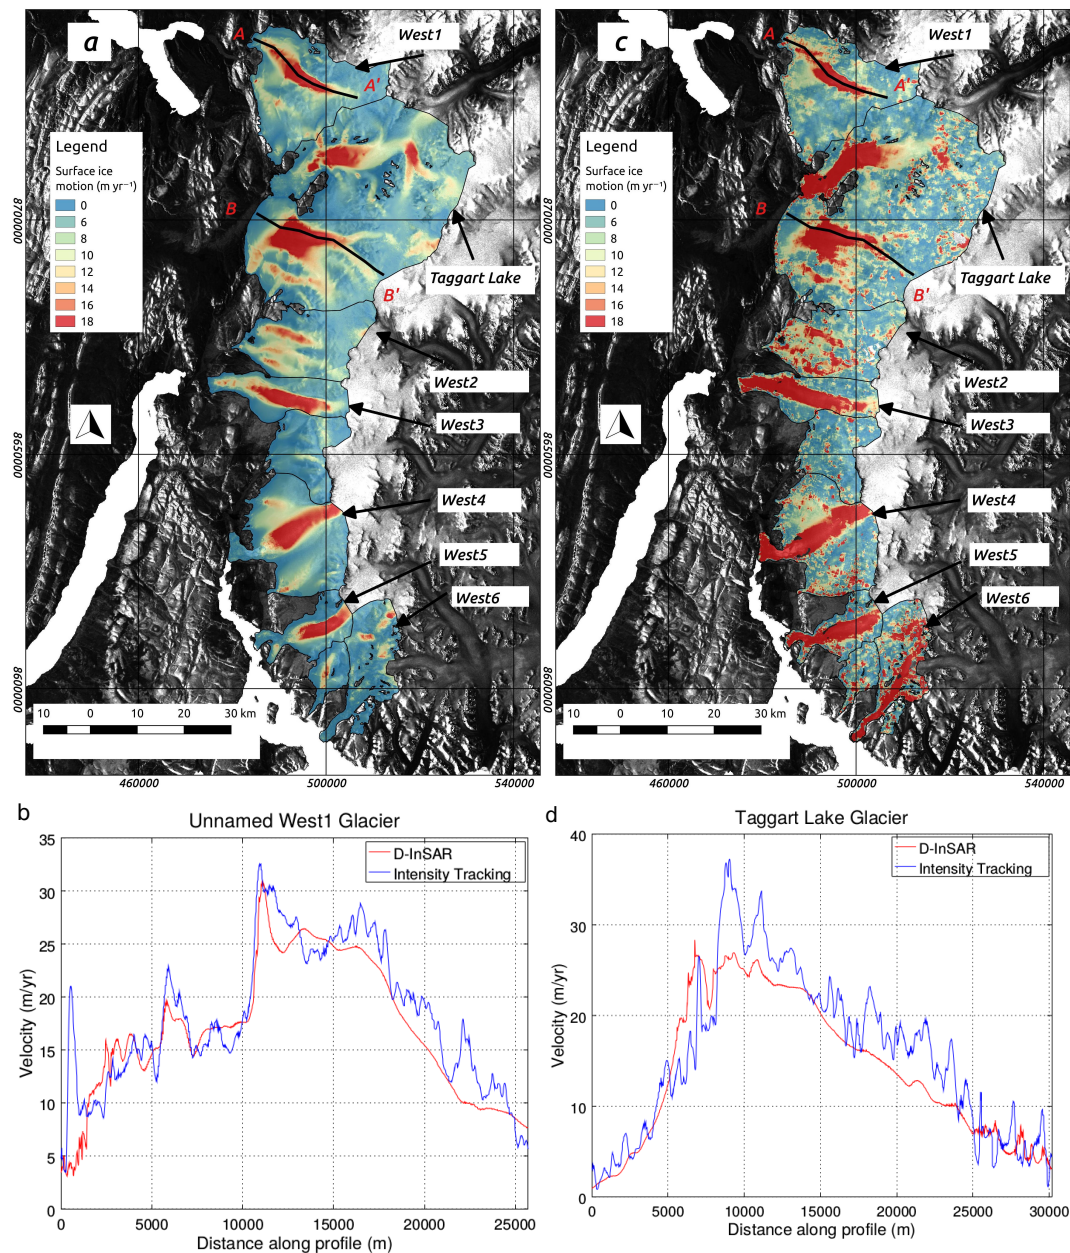 a
A
West1
A'
Legend
Surface ice
motion (m yr⁻¹)
0
6
8
10
12
14
16
18
B
Taggart Lake
B'
West2
West3
West4
West5
West6
8700000
8650000
8600000
10 0 10 20 30 km
460000 500000 540000
c
A
West1
A'
Legend
Surface ice
motion (m yr⁻¹)
0
6
8
10
12
14
16
18
B
Taggart Lake
B'
West2
West3
West4
West5
West6
8700000
8650000
8600000
10 0 10 20 30 km
460000 500000 540000
b
Unnamed West1 Glacier
D-InSAR
Intensity Tracking
35
30
25
20
15
10
5
0
Velocity (m/yr)
0 5000 10000 15000 20000 25000
Distance along profile (m)
d
Taggart Lake Glacier
D-InSAR
Intensity Tracking
40
30
20
10
0
Velocity (m/yr)
0 5000 10000 15000 20000 25000 30000
Distance along profile (m)